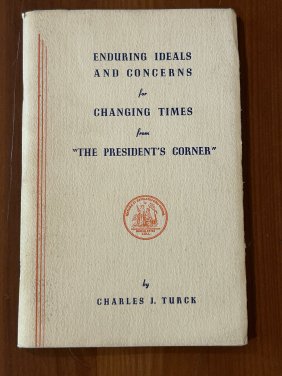 ENDURING IDEALS
AND CONCERNS
for
CHANGING TIMES
from
"THE PRESIDENT'S CORNER"
by
CHARLES J. TURCK